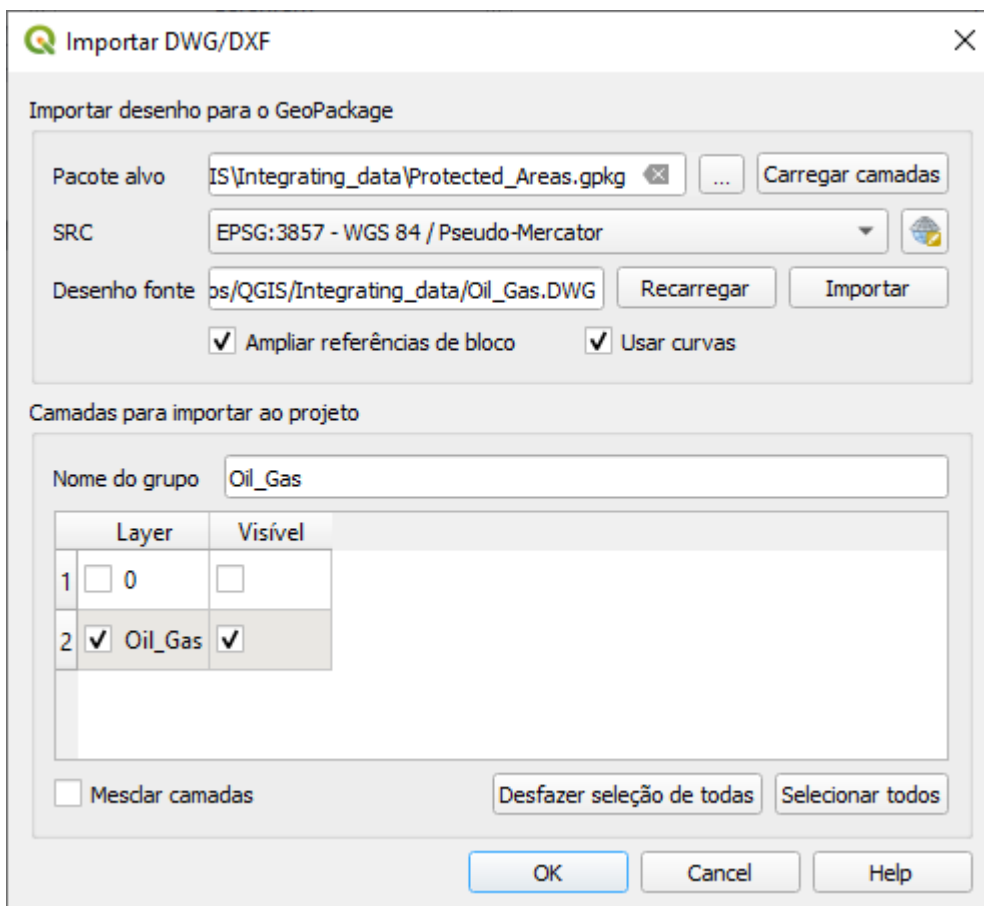 Importar DWG/DXF
Importar desenho para o GeoPackage
Pacote alvo IS\Integrating_data\Protected_Areas.gpkg ... Carregar camadas
SRC EPSG:3857 - WGS 84 / Pseudo-Mercator
Desenho fonte os/QGIS/Integrating_data/Oil_Gas.DWG Recarregar Importar
Ampliar referências de bloco Usar curvas
Camadas para importar ao projeto
Nome do grupo Oil_Gas
Layer Visível
1 0
2 Oil_Gas
Mesclar camadas Desfazer seleção de todas Selecionar todos
OK Cancel Help